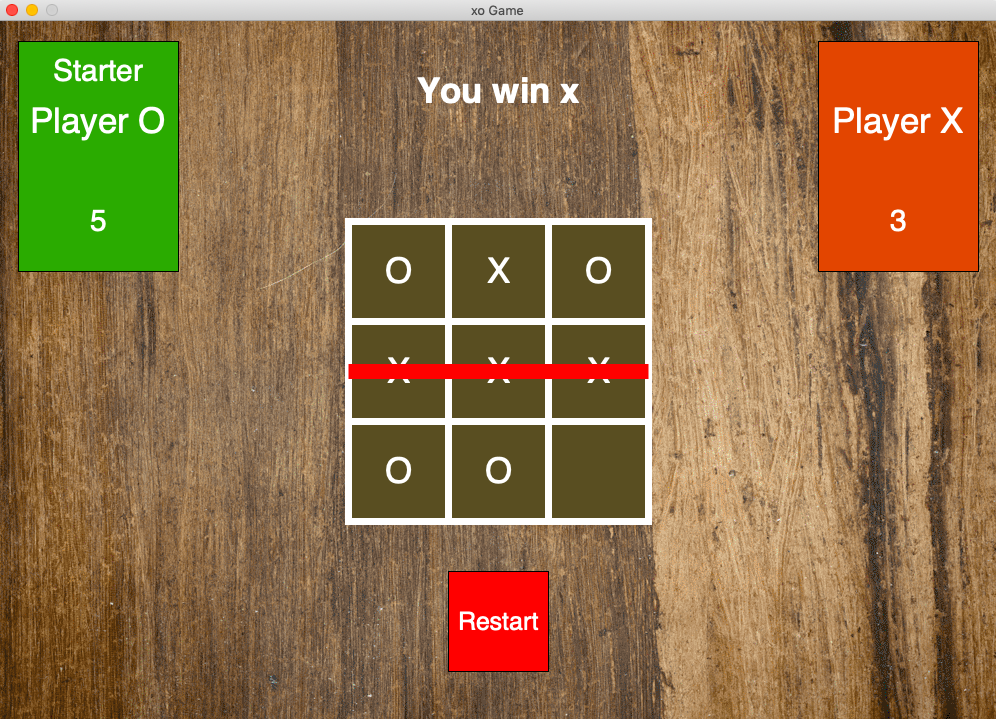 xo Game
Starter
Player O
5
You win x
Player X
3
O X O
X X X
O O
Restart